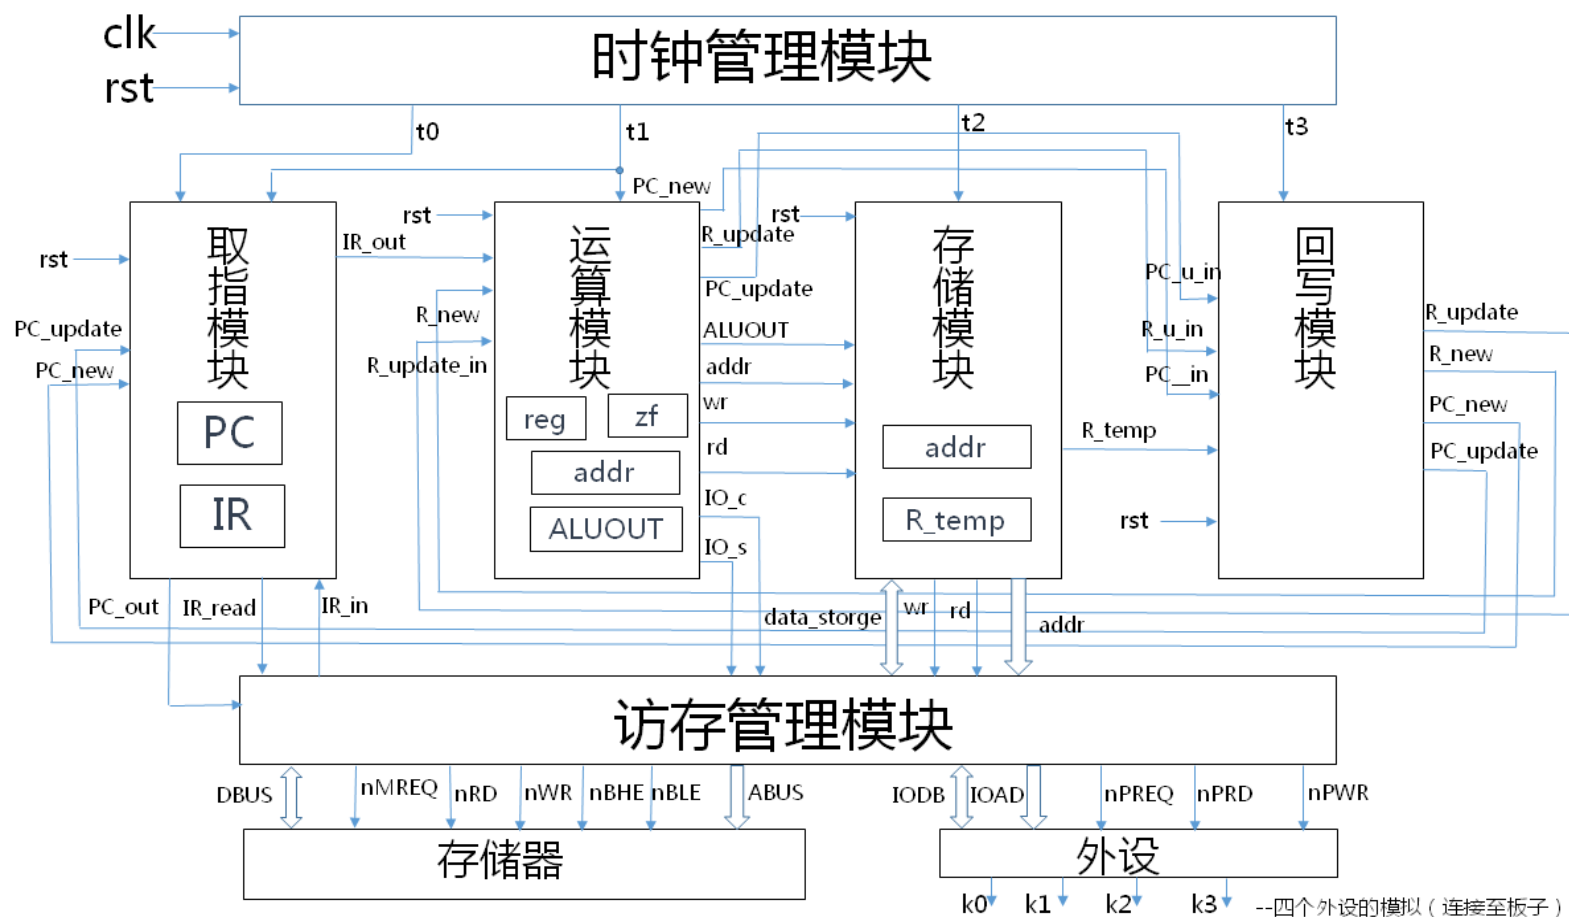 clk
rst
时钟管理模块
t0
t1
t2
t3
PC_new
rst
rst
R_update
IR_out
rst
取指模块
运算模块
存储模块
回写模块
PC_u_in
PC_update
R_new
R_update
PC_update
ALUOUT
R_u_in
R_new
PC_new
R_update_in
addr
PC__in
PC_new
wr
reg
zf
PC
rd
R_temp
addr
PC_update
addr
IR
IO_c
ALUOUT
R_temp
rst
IO_s
PC_out
IR_read
IR_in
data_storge
wr
rd
addr
访存管理模块
DBUS
nMREQ
nRD
nWR
nBHE
nBLE
ABUS
IODB
IOAD
nPREQ
nPRD
nPWR
存储器
外设
k0
k1
k2
k3
--四个外设的模拟（连接至板子）